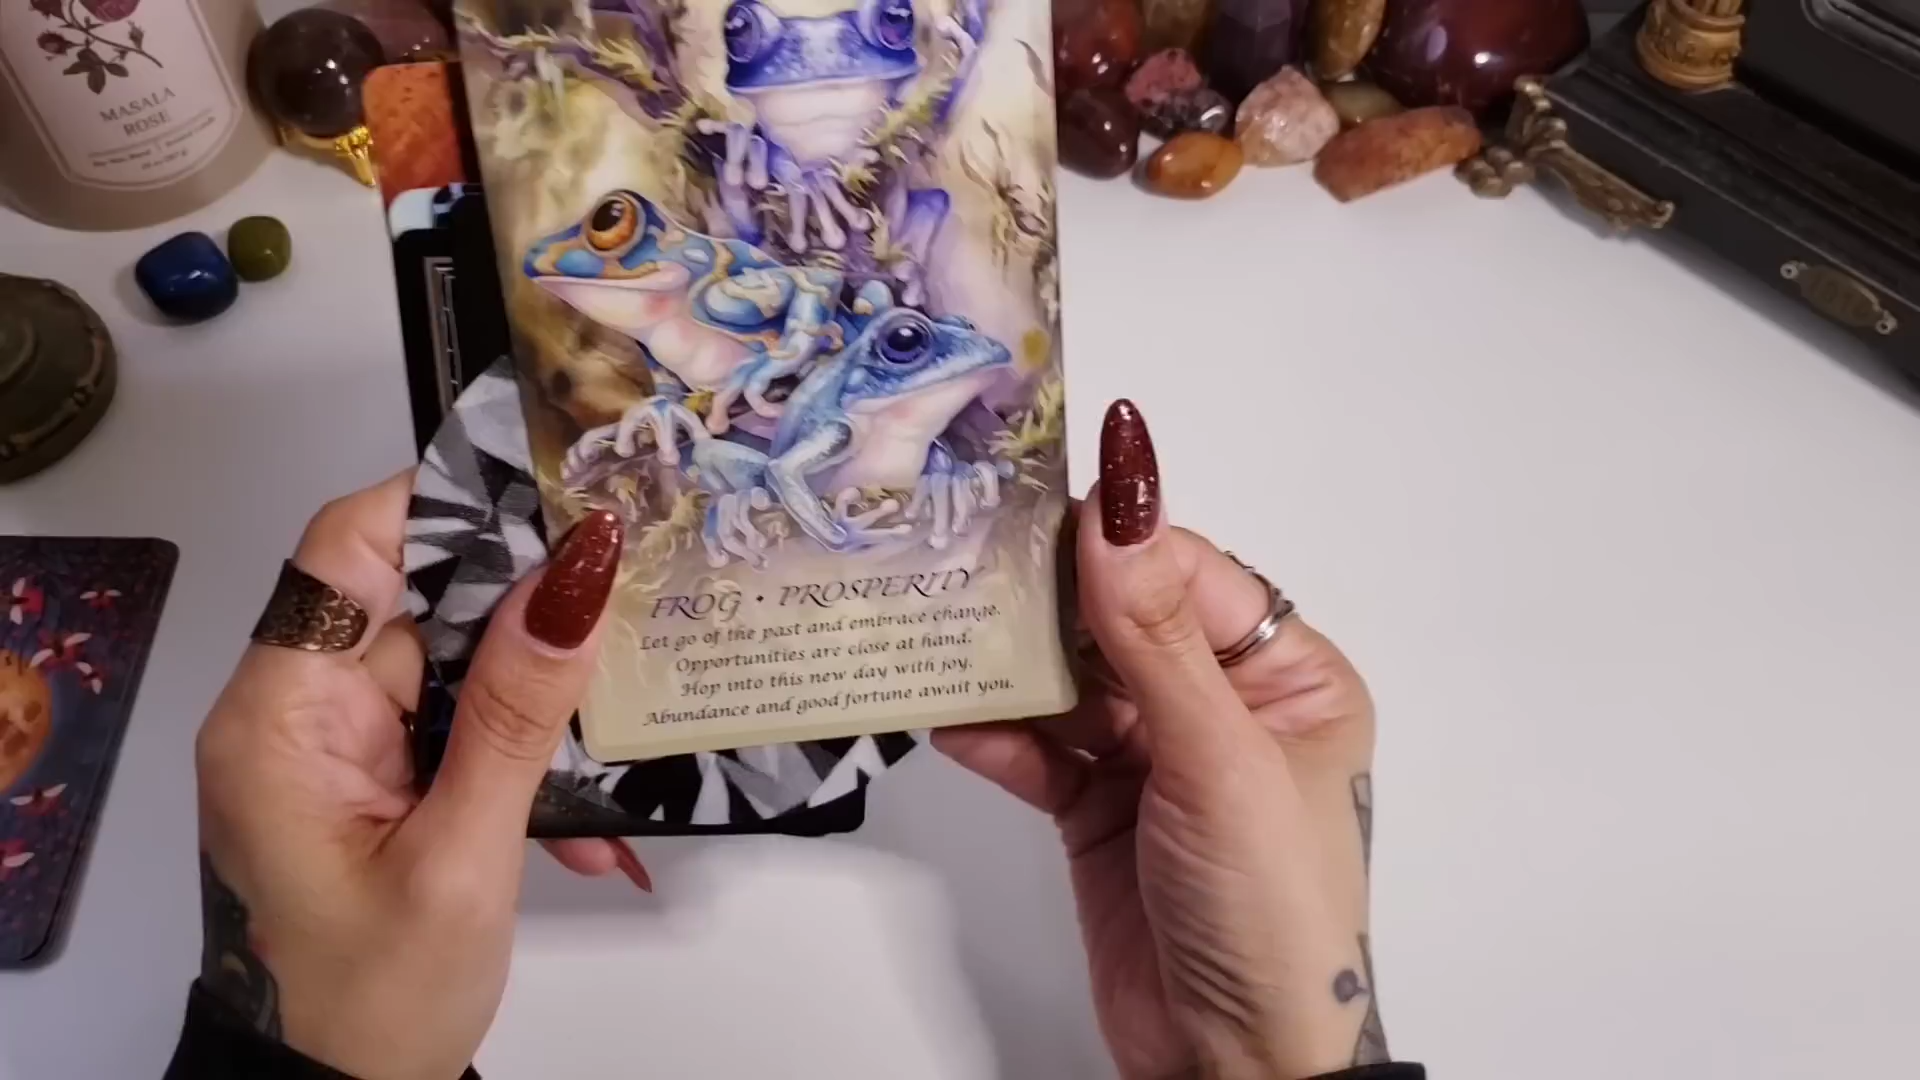 MASALA
ROSE
FROG • PROSPERITY
Let go of the past and embrace change.
Opportunities are close at hand.
Hop into this new day with joy.
Abundance and good fortune await you.